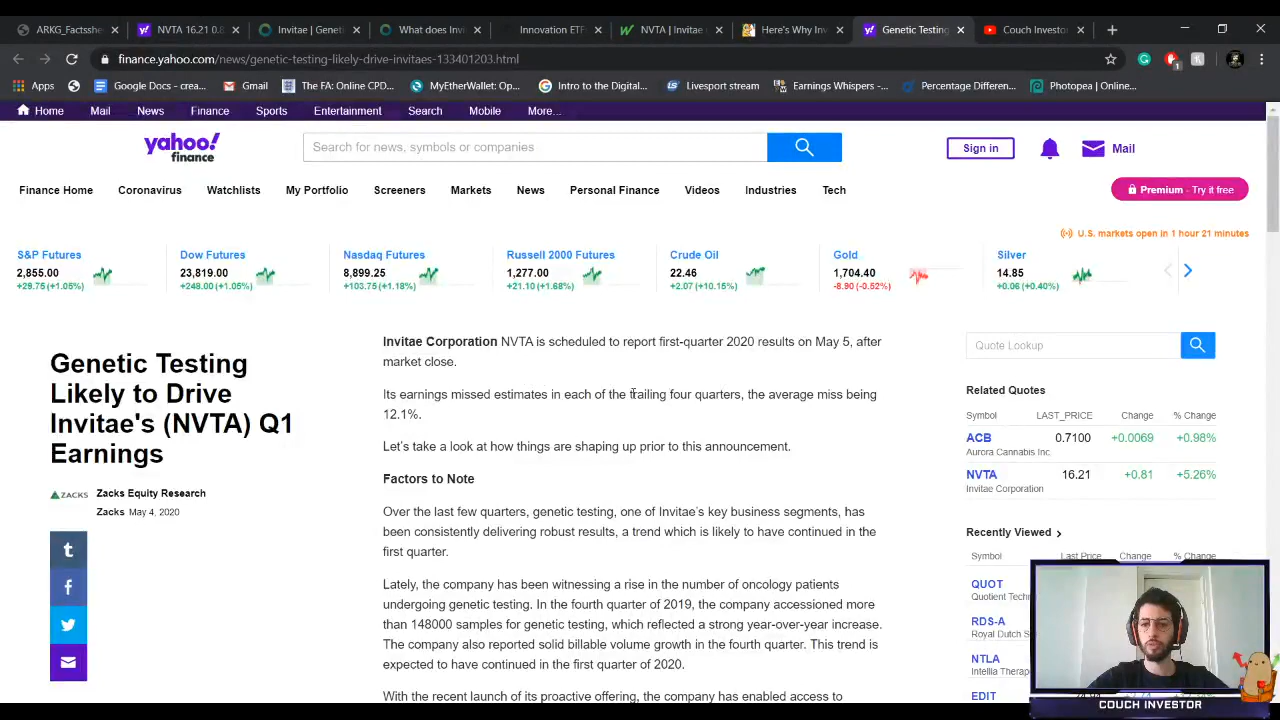 ARKG_Factsshe
NVTA 16.21 0.8
Invitae | Geneti
What does Invi
Innovation ETF
NVTA | Invitae C
Here's Why Inv
Genetic Testing
Couch Investor
finance.yahoo.com/news/genetic-testing-likely-drive-invitaes-133401203.html
Apps
Google Docs - crea...
Gmail
The FA: Online CPD...
MyEtherWallet: Op...
Intro to the Digital...
Livesport stream
Earnings Whispers -...
Percentage Differen...
Photopea | Online...
Home
Mail
News
Finance
Sports
Entertainment
Search
Mobile
More...
yahoo!
finance
Search for news, symbols or companies
Sign in
Mail
Finance Home
Coronavirus
Watchlists
My Portfolio
Screeners
Markets
News
Personal Finance
Videos
Industries
Tech
Premium - Try it free
U.S. markets open in 1 hour 21 minutes
S&P Futures
2,855.00
+29.75 (+1.05%)
Dow Futures
23,819.00
+248.00 (+1.05%)
Nasdaq Futures
8,899.25
+103.75 (+1.18%)
Russell 2000 Futures
1,277.00
+21.10 (+1.68%)
Crude Oil
22.46
+2.07 (+10.15%)
Gold
1,704.40
-8.90 (-0.52%)
Silver
14.85
+0.06 (+0.40%)
Genetic Testing
Likely to Drive
Invitae's (NVTA) Q1
Earnings
ZACKS
Zacks Equity Research
Zacks May 4, 2020
Invitae Corporation NVTA is scheduled to report first-quarter 2020 results on May 5, after
market close.
Its earnings missed estimates in each of the trailing four quarters, the average miss being
12.1%.
Let's take a look at how things are shaping up prior to this announcement.
Factors to Note
Over the last few quarters, genetic testing, one of Invitae's key business segments, has
been consistently delivering robust results, a trend which is likely to have continued in the
first quarter.
Lately, the company has been witnessing a rise in the number of oncology patients
undergoing genetic testing. In the fourth quarter of 2019, the company accessioned more
than 148000 samples for genetic testing, which reflected a strong year-over-year increase.
The company also reported solid billable volume growth in the fourth quarter. This trend is
expected to have continued in the first quarter of 2020.
With the recent launch of its proactive offering, the company has enabled access to
Quote Lookup
Related Quotes
Symbol LAST_PRICE Change % Change
ACB 0.7100 +0.0069 +0.98%
Aurora Cannabis Inc.
NVTA 16.21 +0.81 +5.26%
Invitae Corporation
Recently Viewed
Symbol Last Price Change % Change
QUOT
Quotient Techn
RDS-A
Royal Dutch S
NTLA
Intellia Therap
EDIT
COUCH INVESTOR